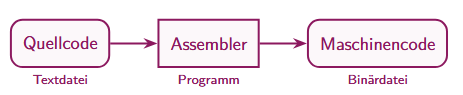 Quellcode
Assembler
Maschinencode
Textdatei
Programm
Binärdatei